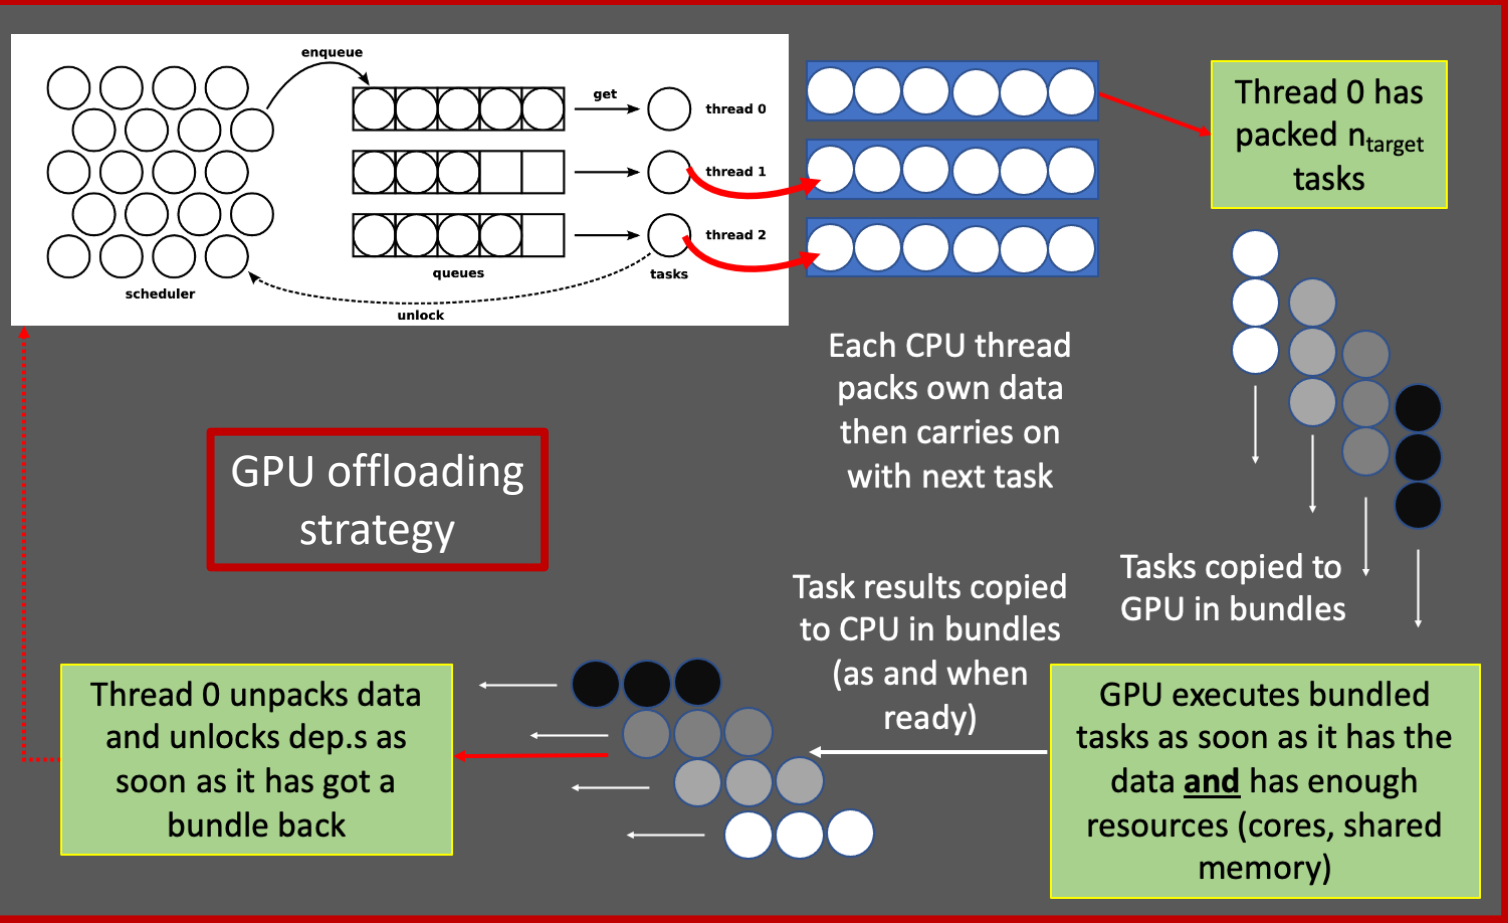 enqueue
get
thread 0
thread 1
thread 2
queues
tasks
scheduler
unlock
Thread 0 has
packed ntarget
tasks
Each CPU thread
packs own data
then carries on
with next task
GPU offloading
strategy
Tasks copied to
GPU in bundles
Task results copied
to CPU in bundles
(as and when
ready)
GPU executes bundled
tasks as soon as it has the
data and has enough
resources (cores, shared
memory)
Thread 0 unpacks data
and unlocks dep.s as
soon as it has got a
bundle back